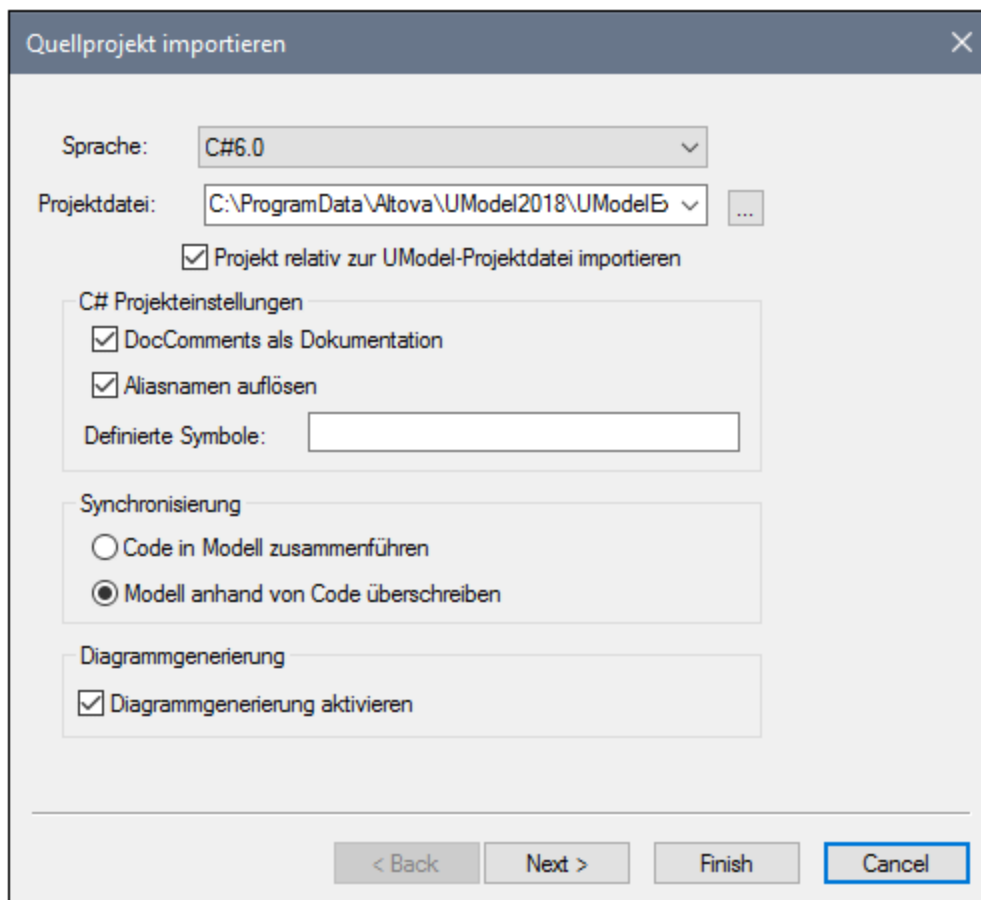 Quellprojekt importieren
Sprache: C#6.0
Projektdatei: C:\ProgramData\Altova\UModel2018\UModelEx ...
Projekt relativ zur UModel-Projektdatei importieren
C# Projekteinstellungen
DocComments als Dokumentation
Aliasnamen auflösen
Definierte Symbole:
Synchronisierung
Code in Modell zusammenführen
Modell anhand von Code überschreiben
Diagrammgenerierung
Diagrammgenerierung aktivieren
< Back Next > Finish Cancel